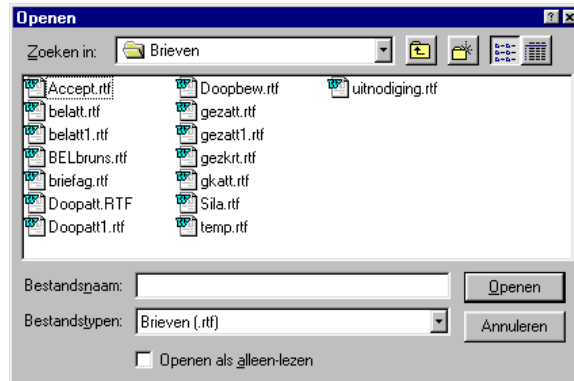 Openen
Zoeken in: Brieven
Accept.rtf Doopbew.rtf uitnodiging.rtf
belatt.rtf gezatt.rtf
belatt1.rtf gezatt1.rtf
BELbruns.rtf gezkrt.rtf
briefag.rtf gkatt.rtf
Doopatt.RTF Sila.rtf
Doopatt1.rtf temp.rtf
Bestandsnaam: Openen
Bestandstypen: Brieven (.rtf) Annuleren
Openen als alleen-lezen